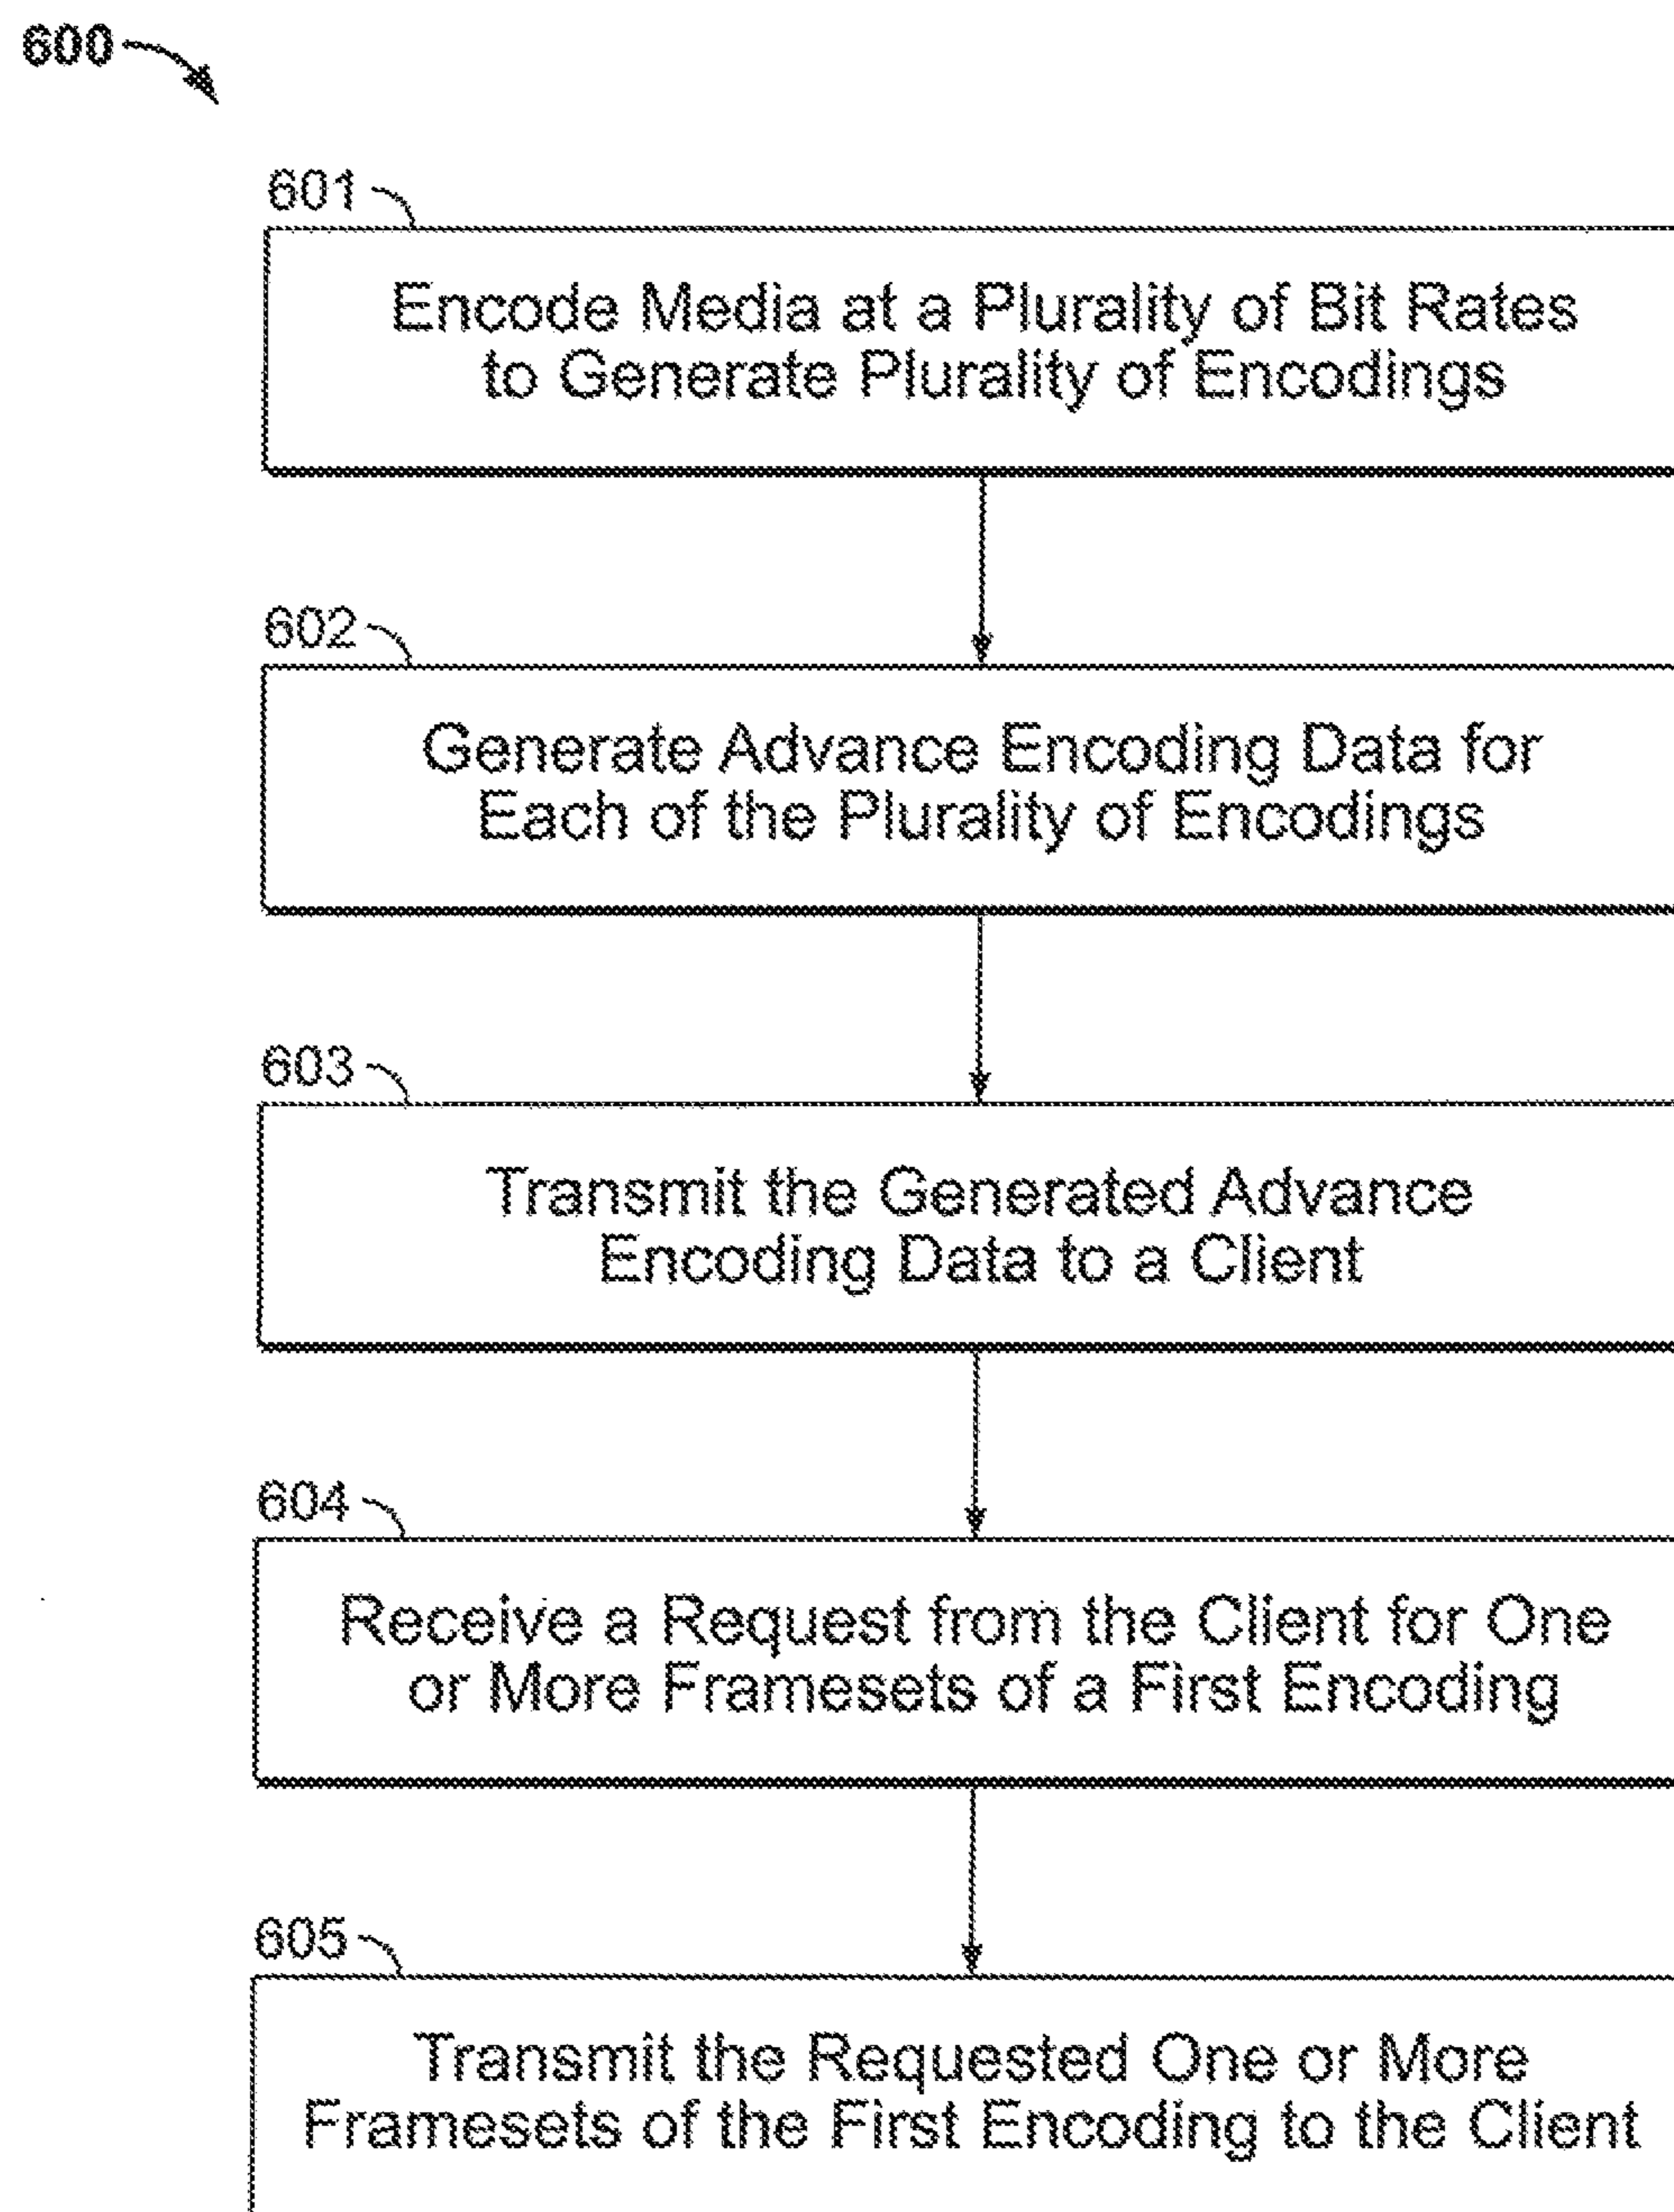 600
601
Encode Media at a Plurality of Bit Rates
to Generate Plurality of Encodings
602
Generate Advance Encoding Data for
Each of the Plurality of Encodings
603
Transmit the Generated Advance
Encoding Data to a Client
604
Receive a Request from the Client for One
or More Framesets of a First Encoding
605
Transmit the Requested One or More
Framesets of the First Encoding to the Client